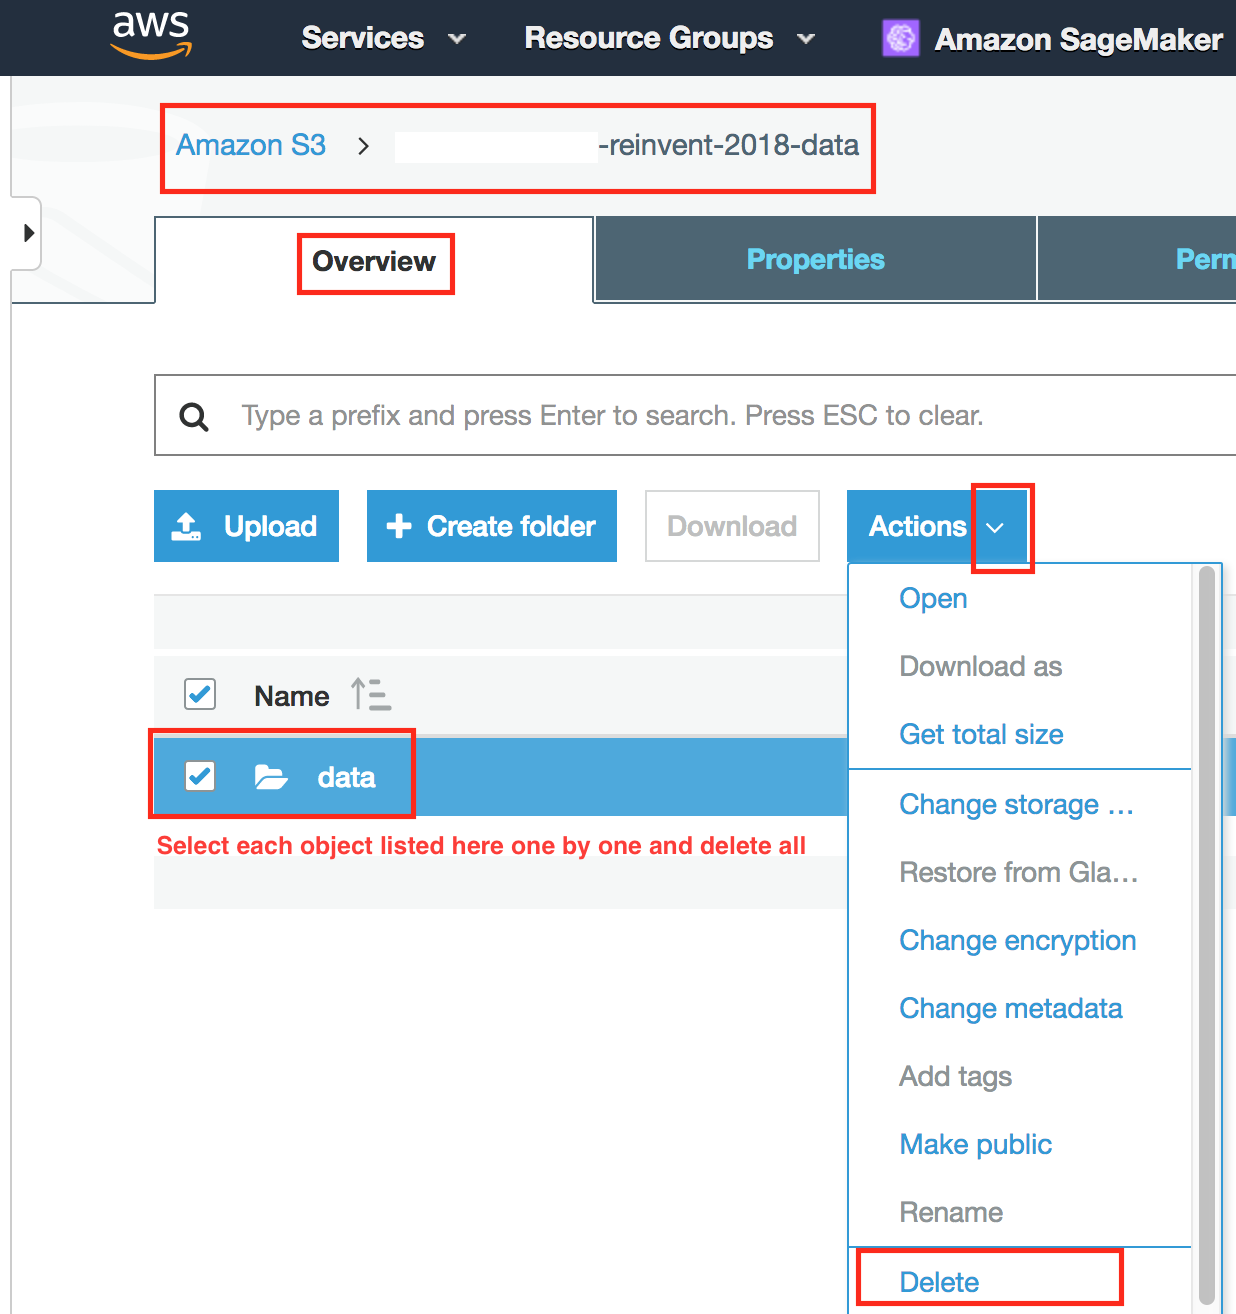 aws Services Resource Groups Amazon SageMaker
Amazon S3 > -reinvent-2018-data
Overview Properties Perm
Type a prefix and press Enter to search. Press ESC to clear.
Upload Create folder Download Actions
Open
Download as
Get total size
Name
data
Select each object listed here one by one and delete all
Change storage ...
Restore from Gla...
Change encryption
Change metadata
Add tags
Make public
Rename
Delete